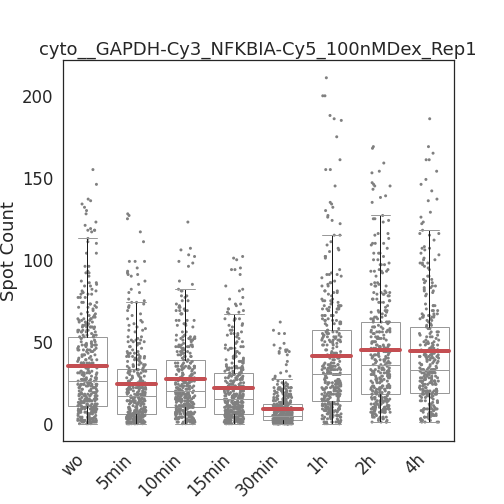 cyto__GAPDH-Cy3_NFKBIA-Cy5_100nMDex_Rep1
Spot Count
200
150
100
50
0
wo
5min
10min
15min
30min
1h
2h
4h